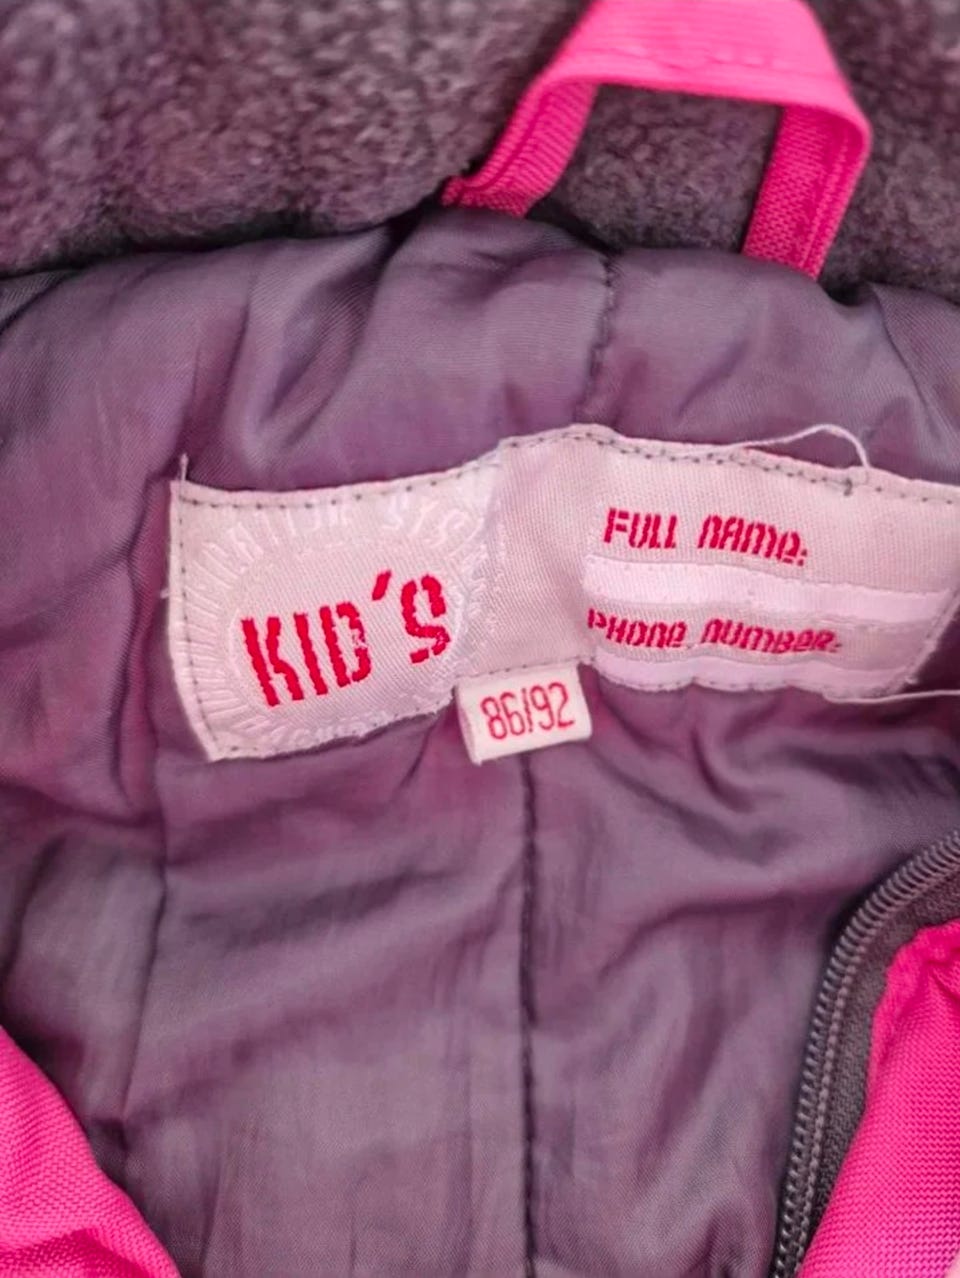 KID'S
FULL NAME:
PHONE NUMBER:
86/92